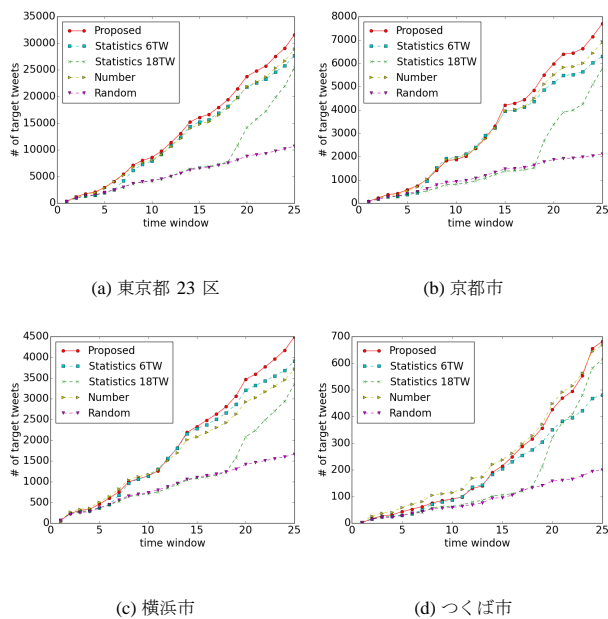 35000
30000
25000
20000
15000
10000
5000
0
# of target tweets
Proposed
Statistics 6TW
Statistics 18TW
Number
Random
0 5 10 15 20 25
time window
(a) 東京都 23 区
8000
7000
6000
5000
4000
3000
2000
1000
0
# of target tweets
Proposed
Statistics 6TW
Statistics 18TW
Number
Random
0 5 10 15 20 25
time window
(b) 京都市
4500
4000
3500
3000
2500
2000
1500
1000
500
0
# of target tweets
Proposed
Statistics 6TW
Statistics 18TW
Number
Random
0 5 10 15 20 25
time window
(c) 横浜市
700
600
500
400
300
200
100
0
# of target tweets
Proposed
Statistics 6TW
Statistics 18TW
Number
Random
0 5 10 15 20 25
time window
(d) つくば市